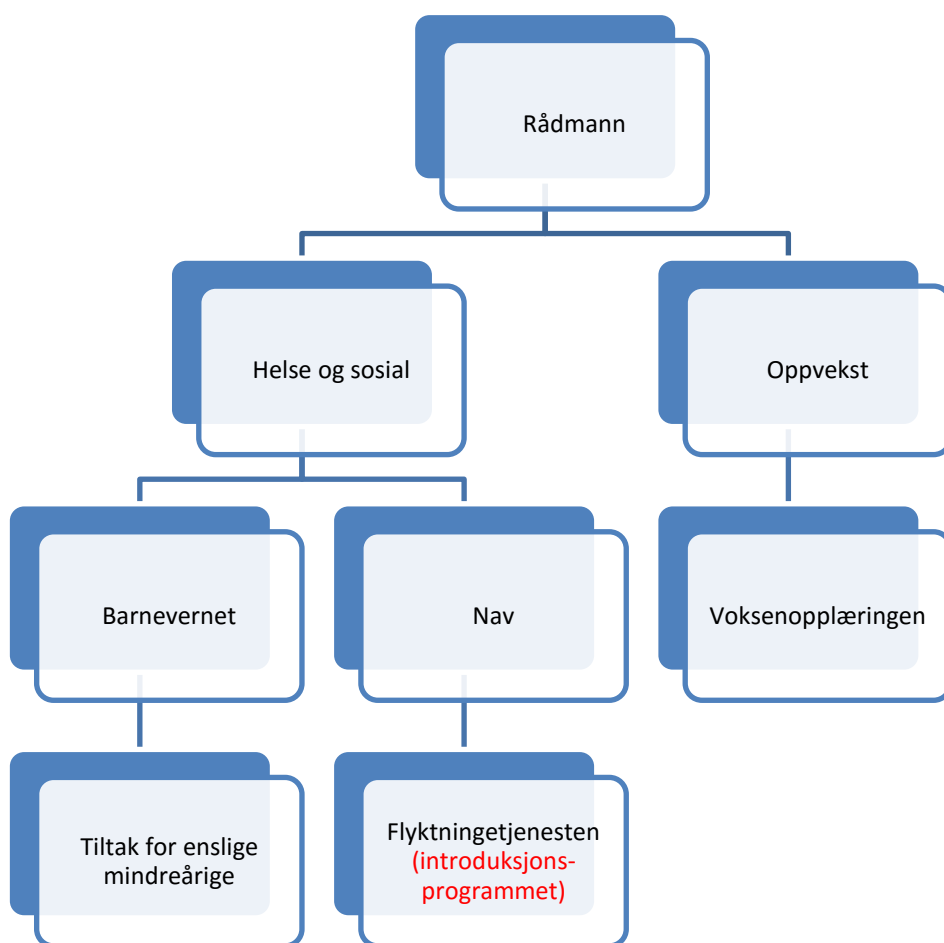 Rådmann
Helse og sosial
Oppvekst
Barnevernet
Nav
Voksenopplæringen
Tiltak for enslige
mindreårige
Flyktningetjenesten
(introduksjons-
programmet)